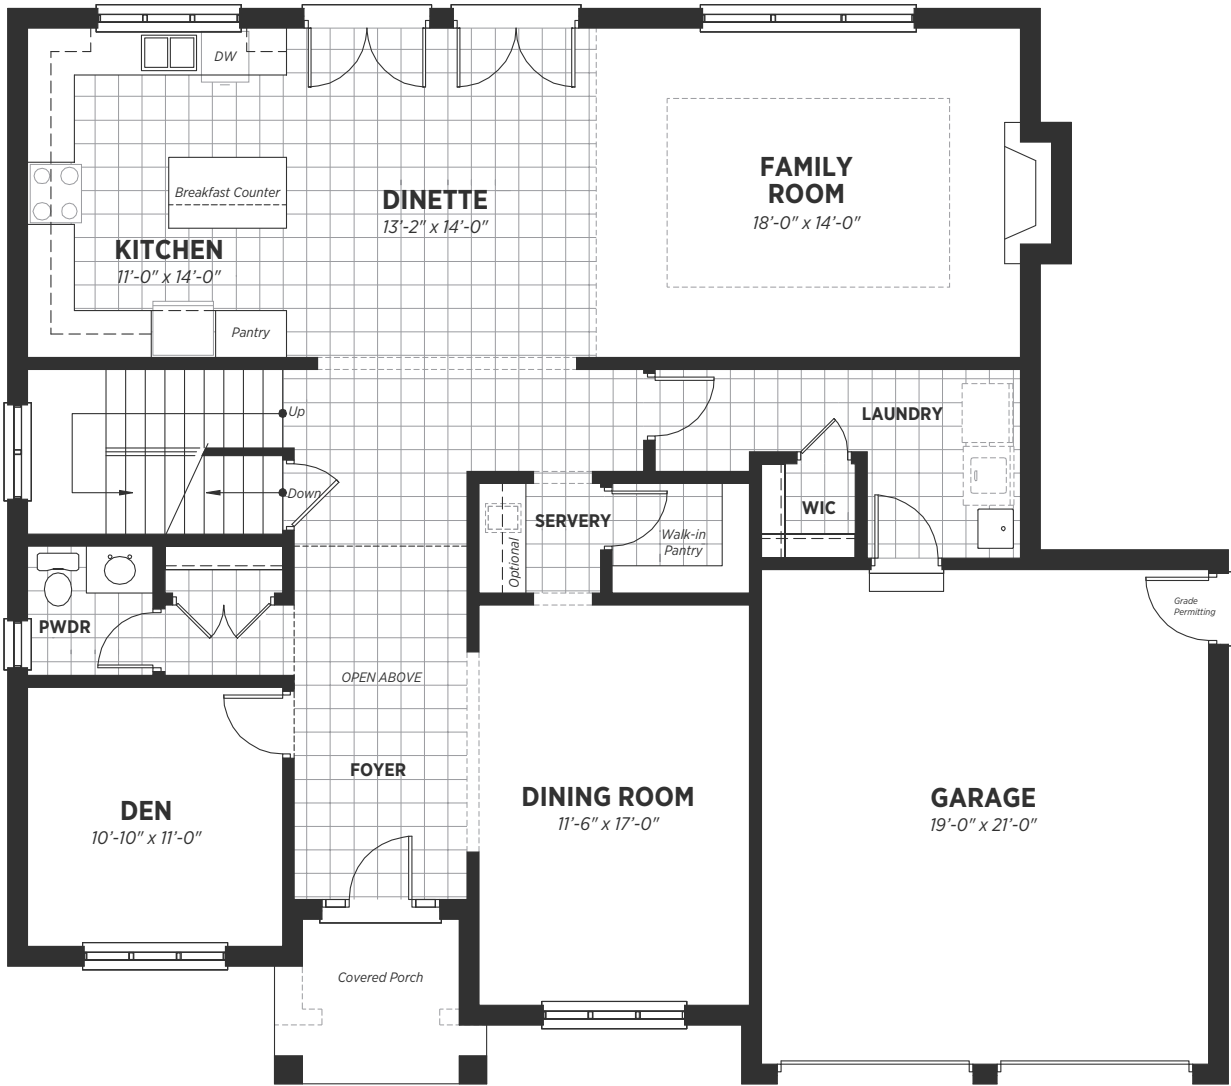 DW
Breakfast Counter
DINETTE
13'-2" x 14'-0"
FAMILY
ROOM
18'-0" x 14'-0"
KITCHEN
11'-0" x 14'-0"
Pantry
Up
Down
LAUNDRY
WIC
SERVERY
Optional
Walk-in
Pantry
PWDR
Grade
Permitting
OPEN ABOVE
FOYER
DEN
10'-10" x 11'-0"
DINING ROOM
11'-6" x 17'-0"
GARAGE
19'-0" x 21'-0"
Covered Porch